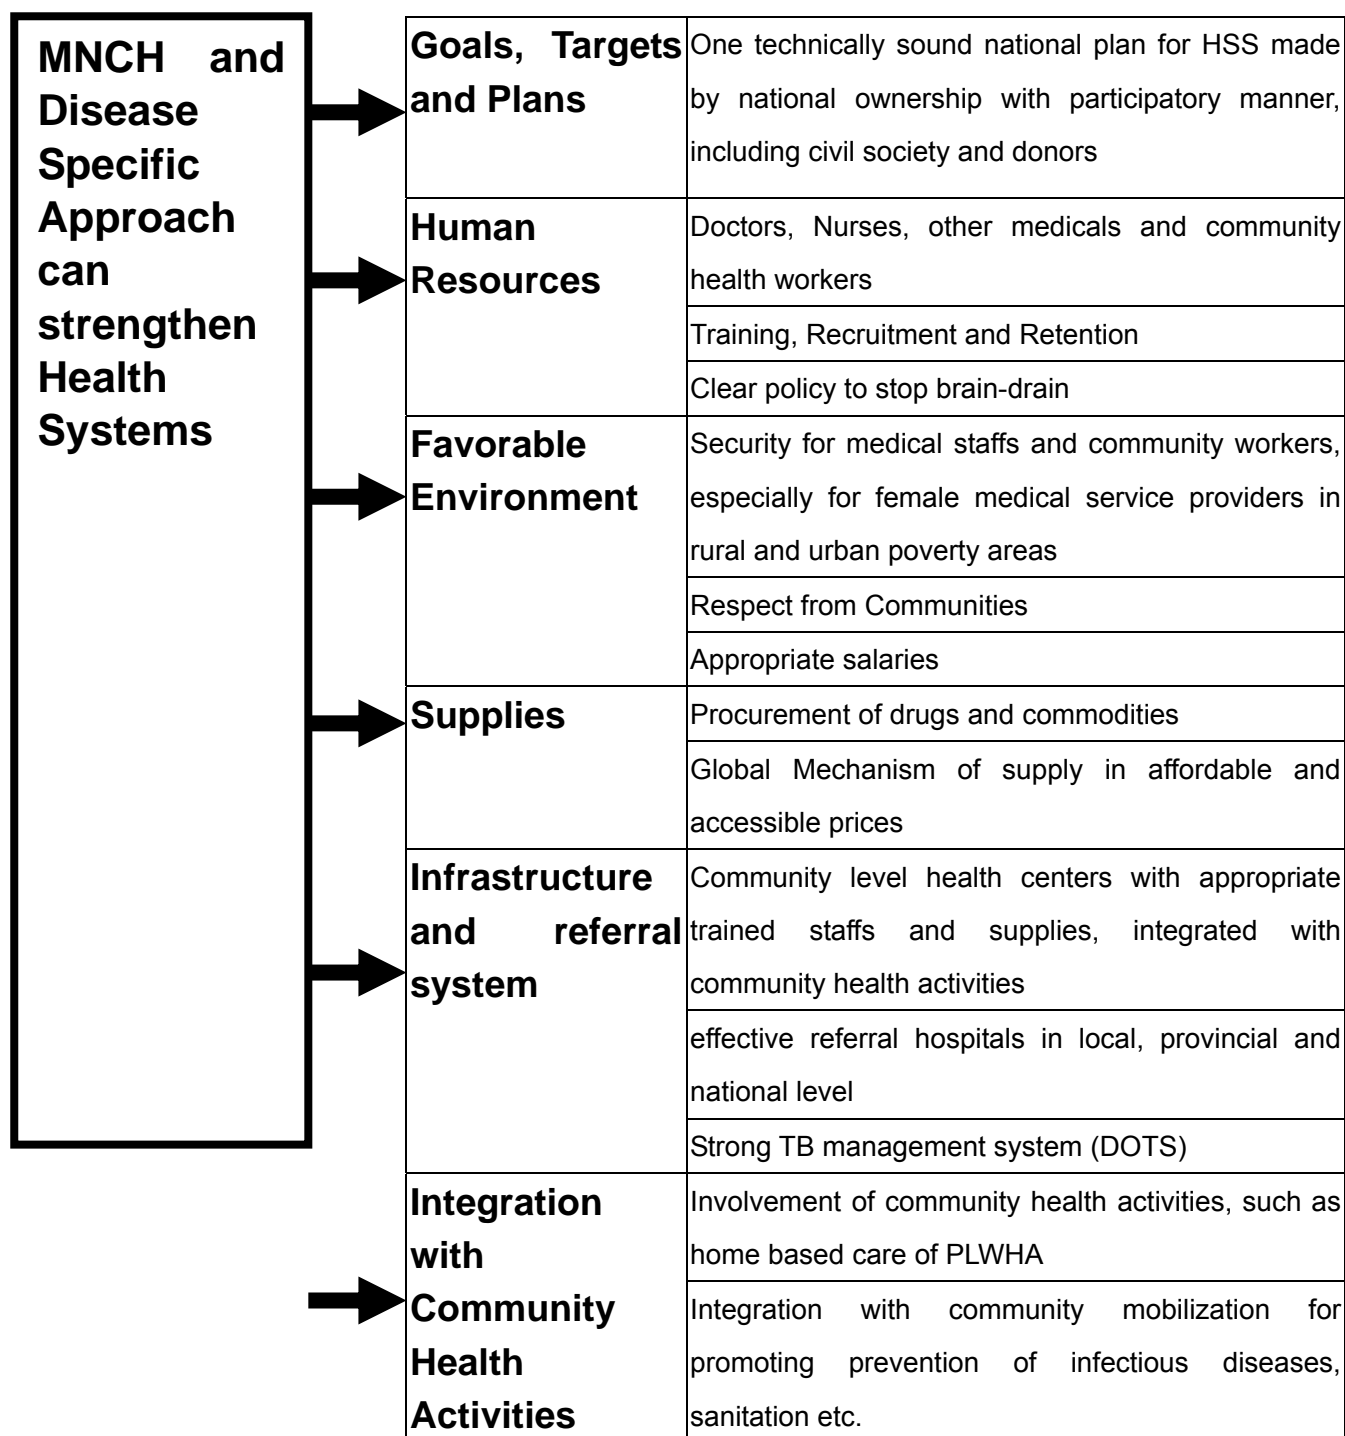 MNCH and
Disease
Specific
Approach
can
strengthen
Health
Systems
Goals, Targets
and Plans
One technically sound national plan for HSS made
by national ownership with participatory manner,
including civil society and donors
Human
Resources
Doctors, Nurses, other medicals and community
health workers
Training, Recruitment and Retention
Clear policy to stop brain-drain
Favorable
Environment
Security for medical staffs and community workers,
especially for female medical service providers in
rural and urban poverty areas
Respect from Communities
Appropriate salaries
Supplies
Procurement of drugs and commodities
Global Mechanism of supply in affordable and
accessible prices
Infrastructure
and referral
system
Community level health centers with appropriate
trained staffs and supplies, integrated with
community health activities
effective referral hospitals in local, provincial and
national level
Strong TB management system (DOTS)
Integration
with
Community
Health
Activities
Involvement of community health activities, such as
home based care of PLWHA
Integration with community mobilization for
promoting prevention of infectious diseases,
sanitation etc.